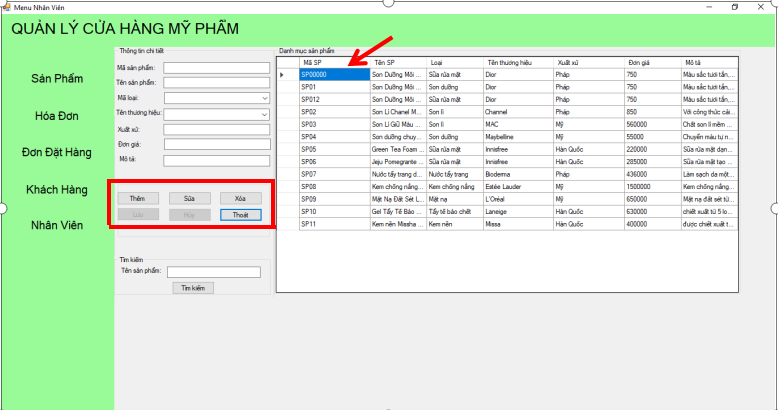 Menu Nhân Viên
QUẢN LÝ CỬA HÀNG MỸ PHẨM
Sản Phẩm
Hóa Đơn
Đơn Đặt Hàng
Khách Hàng
Nhân Viên
Thông tin chi tiết
Mã sản phẩm:
Tên sản phẩm:
Mã loại
Tên thương hiệu:
Xuất xứ:
Đơn giá:
Mô tả:
Thêm Sửa Xóa
Lưu Hủy Thoát
Tìm kiếm
Tên sản phẩm:
Tìm kiếm
Danh mục sản phẩm
Mã SP Tên SP Loại Tên thương hiệu Xuất xứ Đơn giá Mô tả
SP00000 Son Dưỡng Môi ... Sữa rửa mặt Dior Pháp 750 Màu sắc tươi tắn,...
SP01 Son Dưỡng Môi ... Son dưỡng Dior Pháp 750 Màu sắc tươi tắn,...
SP012 Son Dưỡng Môi ... Sữa rửa mặt Dior Pháp 750 Màu sắc tươi tắn,...
SP02 Son Lì Chanel M... Son lì Channel Pháp 850 Với công thức cải...
SP03 Son Lì Giữ Màu ... Son lì MAC Mỹ 560000 Chất son lì mềm ...
SP04 Son dưỡng chuy... Son dưỡng Maybelline Mỹ 55000 Chuyển màu tự n...
SP05 Green Tea Foam ... Sữa rửa mặt Innisfree Hàn Quốc 220000 Sữa rửa mặt dạn...
SP06 Jeju Pomegrante ... Sữa rửa mặt Innisfree Hàn Quốc 285000 Sữa rửa mặt tạo ...
SP07 Nước tẩy trang d... Nước tẩy trang Bioderma Pháp 436000 Làm sạch da một...
SP08 Kem chống nắng... Kem chống nắng Estée Lauder Mỹ 1500000 Kem chống nắng...
SP09 Mặt Nạ Đất Sét L... Mặt nạ L'Oréal Mỹ 650000 Mặt nạ đất sét từ...
SP10 Gel Tẩy Tế Bào ... Tẩy tế bào chết Laneige Hàn Quốc 630000 chiết xuất từ 5 lo...
SP11 Kem nền Missha ... Kem nền Missa Hàn Quốc 400000 được chiết xuất t...